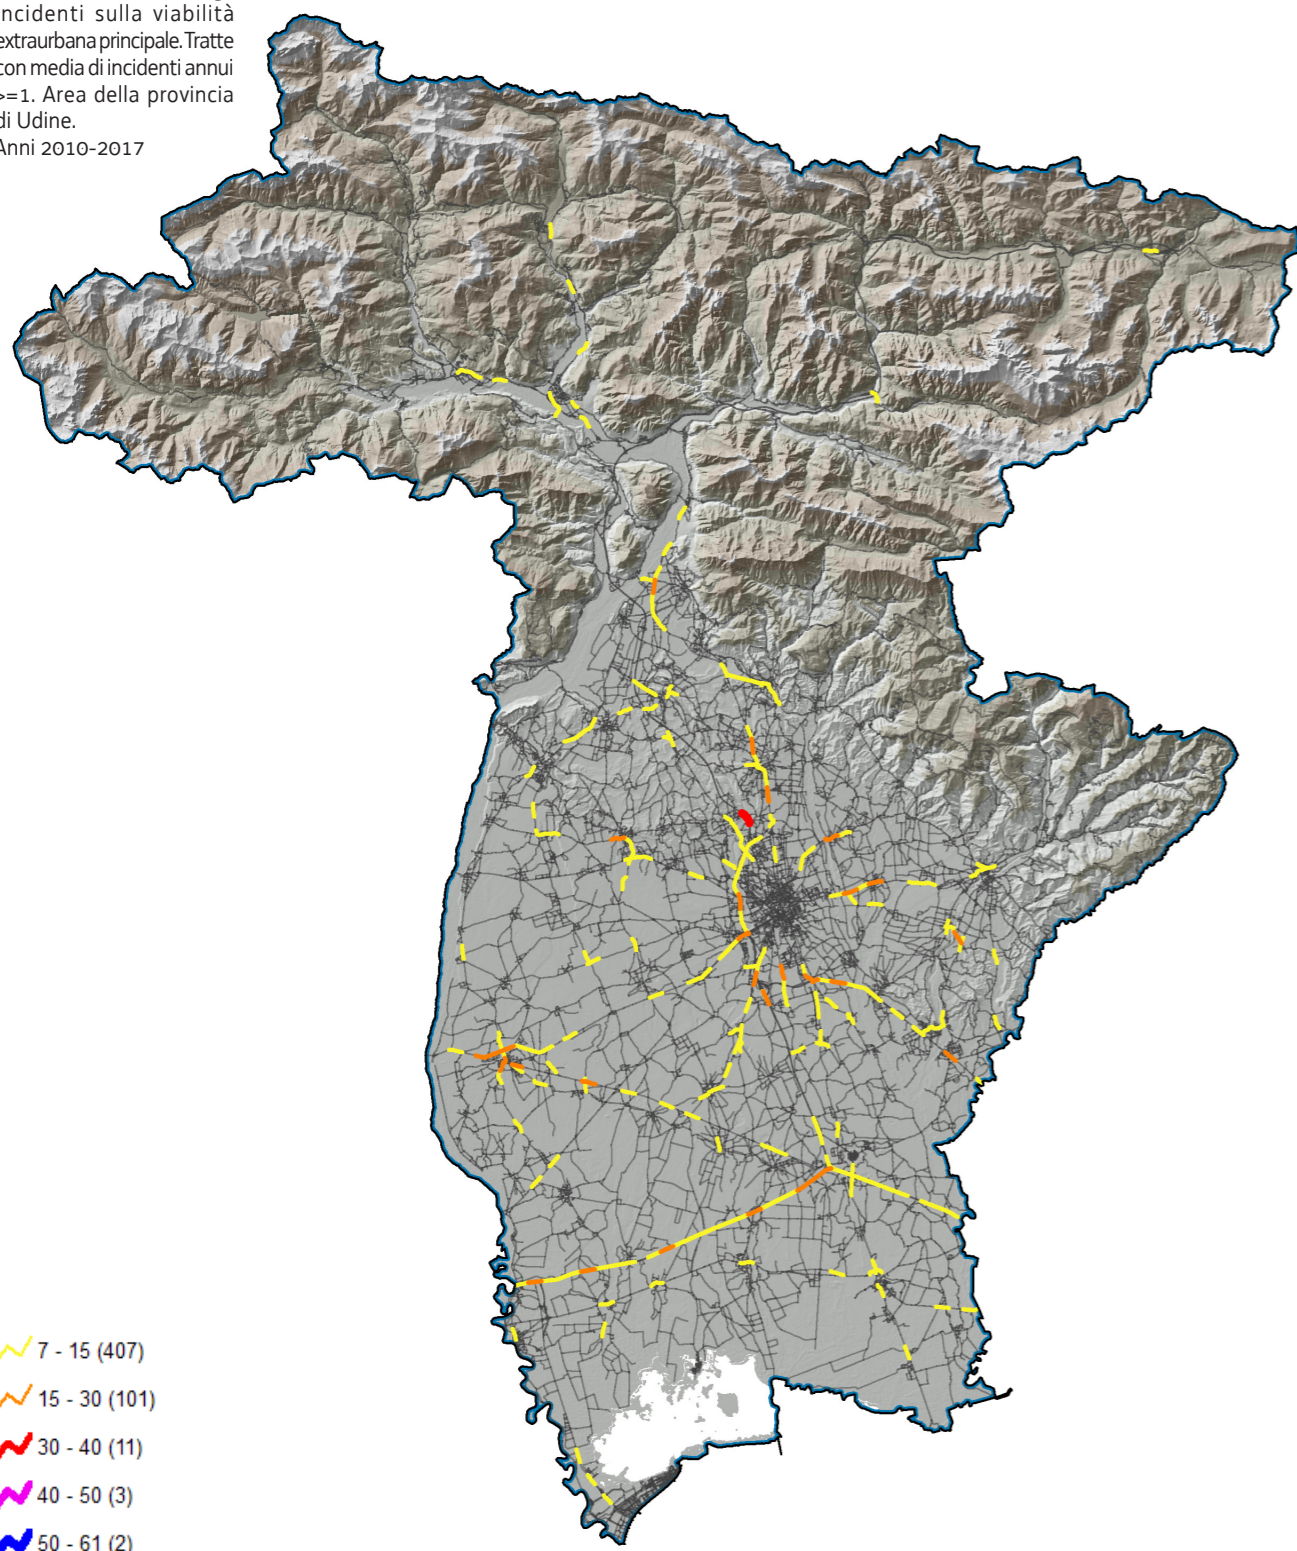 ncidenti sulla viabilità
extraurbana principale. Tratte
con media di incidenti annui
>=1. Area della provincia
di Udine.
Anni 2010-2017
7 - 15 (407)
15 - 30 (101)
30 - 40 (11)
40 - 50 (3)
50 - 61 (2)